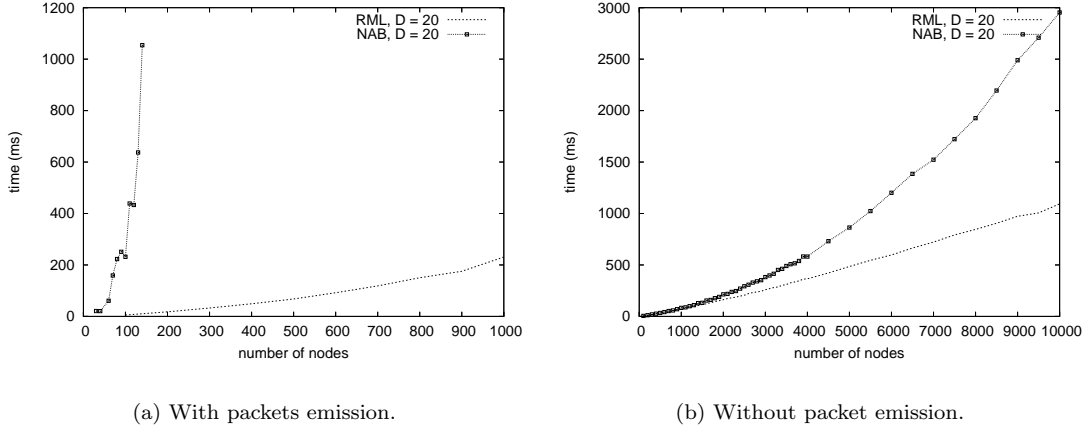 1200
1000
800
600
400
200
0
0 100 200 300 400 500 600 700 800 900 1000
time (ms)
number of nodes
RML, D = 20
NAB, D = 20
(a) With packets emission.
3000
2500
2000
1500
1000
500
0
0 1000 2000 3000 4000 5000 6000 7000 8000 9000 10000
time (ms)
number of nodes
RML, D = 20
NAB, D = 20
(b) Without packet emission.